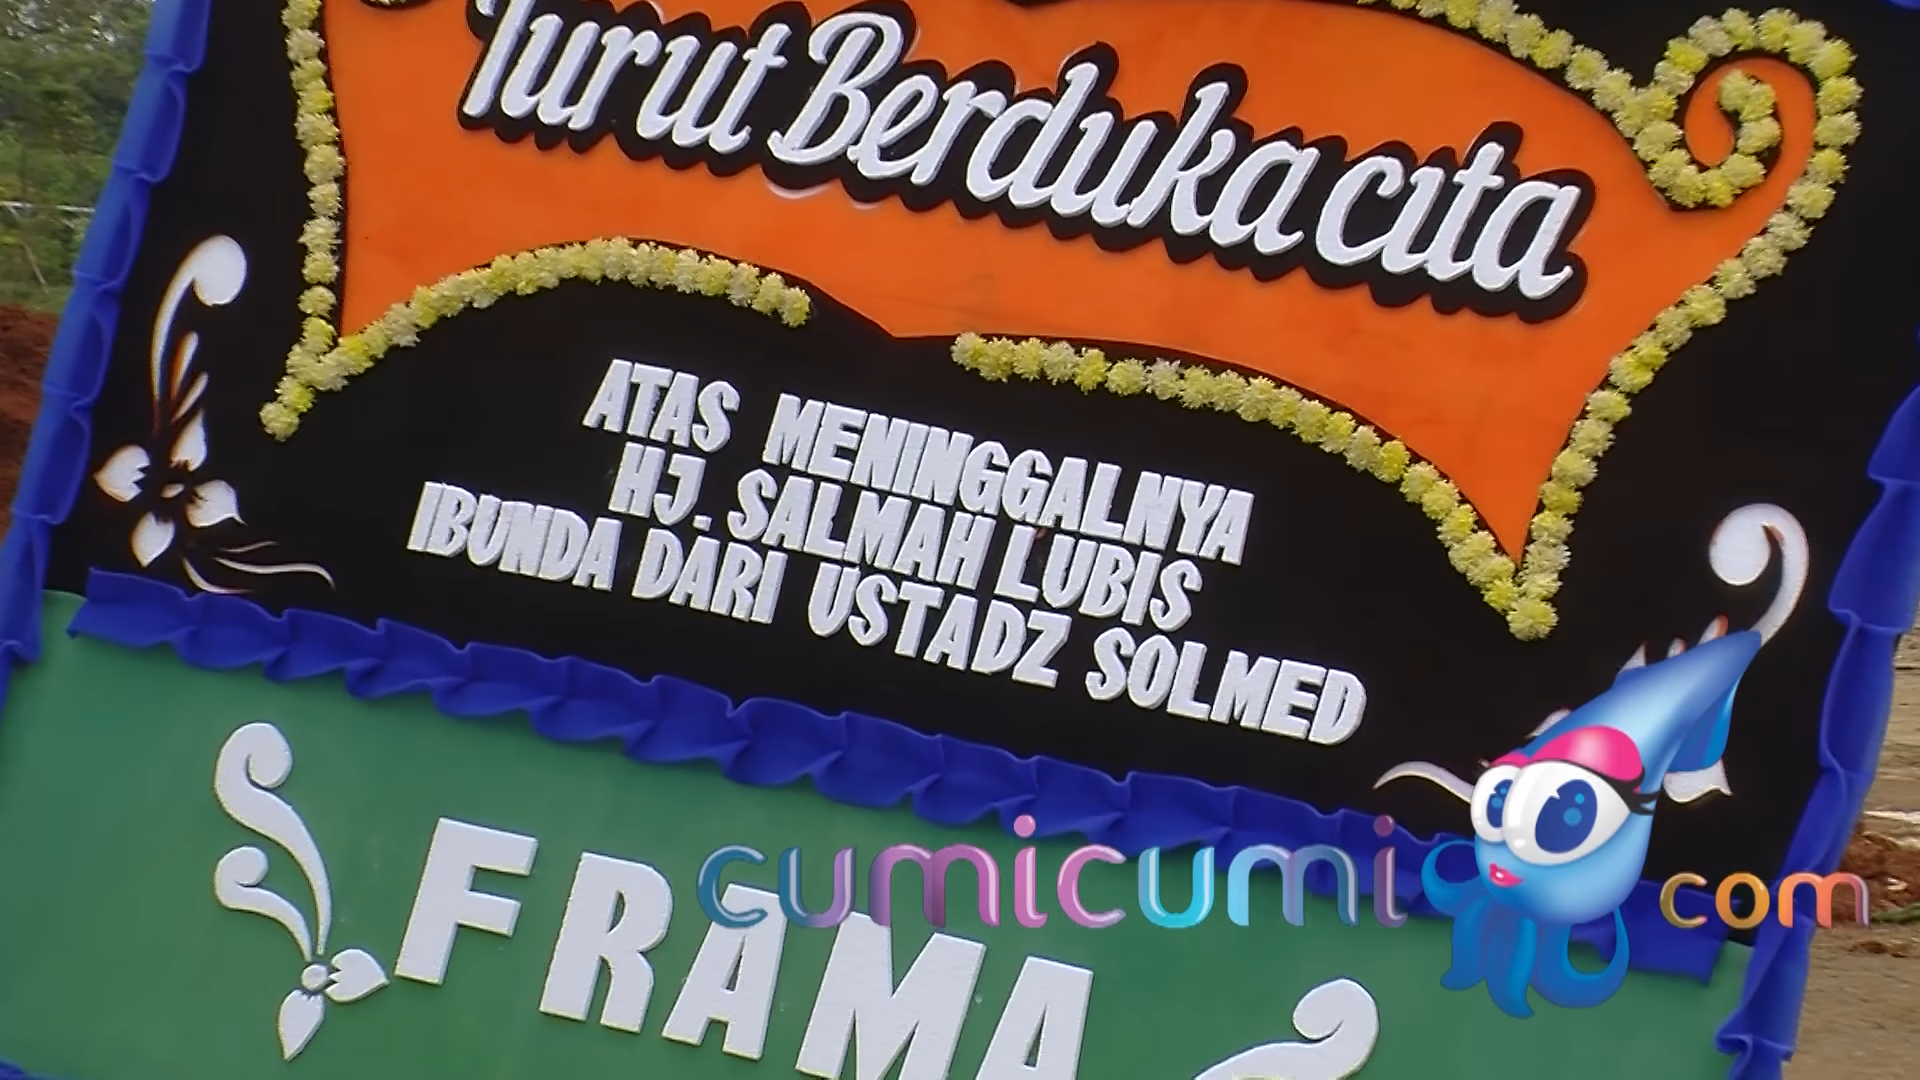 Turut Berdukacita
ATAS MENINGGALNYA
HJ. SALMAH LUBIS
IBUNDA DARI USTADZ SOLMED
FRAMA
cumicumi.com